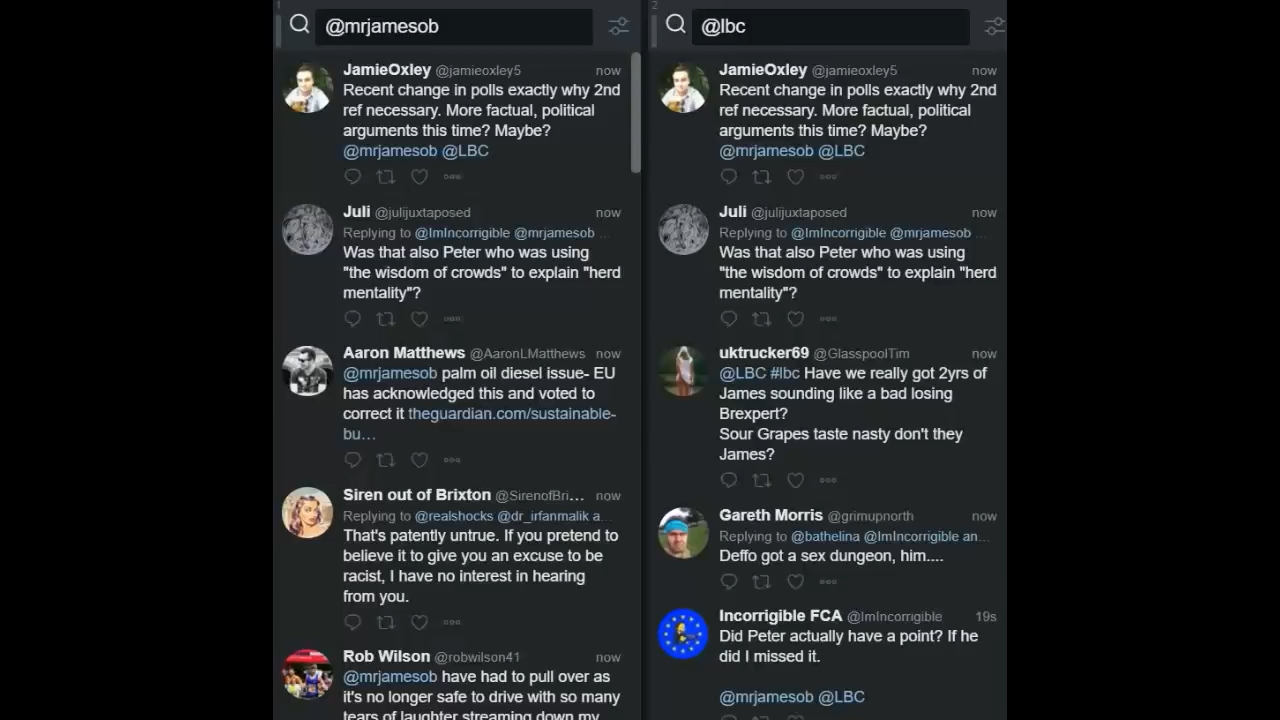 1
@mrjamesob
JamieOxley @jamieoxley5 now
Recent change in polls exactly why 2nd
ref necessary. More factual, political
arguments this time? Maybe?
@mrjamesob @LBC
Juli @julijuxtaposed now
Replying to @ImIncorrigible @mrjamesob ...
Was that also Peter who was using
"the wisdom of crowds" to explain "herd
mentality"?
Aaron Matthews @AaronLMatthews now
@mrjamesob palm oil diesel issue- EU
has acknowledged this and voted to
correct it theguardian.com/sustainable-
bu…
Siren out of Brixton @SirenofBri... now
Replying to @realshocks @dr_irfanmalik a...
That's patently untrue. If you pretend to
believe it to give you an excuse to be
racist, I have no interest in hearing
from you.
Rob Wilson @robwilson41 now
@mrjamesob have had to pull over as
it's no longer safe to drive with so many
tears of laughter streaming down my
2
@lbc
JamieOxley @jamieoxley5 now
Recent change in polls exactly why 2nd
ref necessary. More factual, political
arguments this time? Maybe?
@mrjamesob @LBC
Juli @julijuxtaposed now
Replying to @ImIncorrigible @mrjamesob ...
Was that also Peter who was using
"the wisdom of crowds" to explain "herd
mentality"?
uktrucker69 @GlasspoolTim now
@LBC #lbc Have we really got 2yrs of
James sounding like a bad losing
Brexpert?
Sour Grapes taste nasty don't they
James?
Gareth Morris @grimupnorth now
Replying to @bathelina @ImIncorrigible an...
Deffo got a sex dungeon, him....
Incorrigible FCA @ImIncorrigible 19s
Did Peter actually have a point? If he
did I missed it.
@mrjamesob @LBC